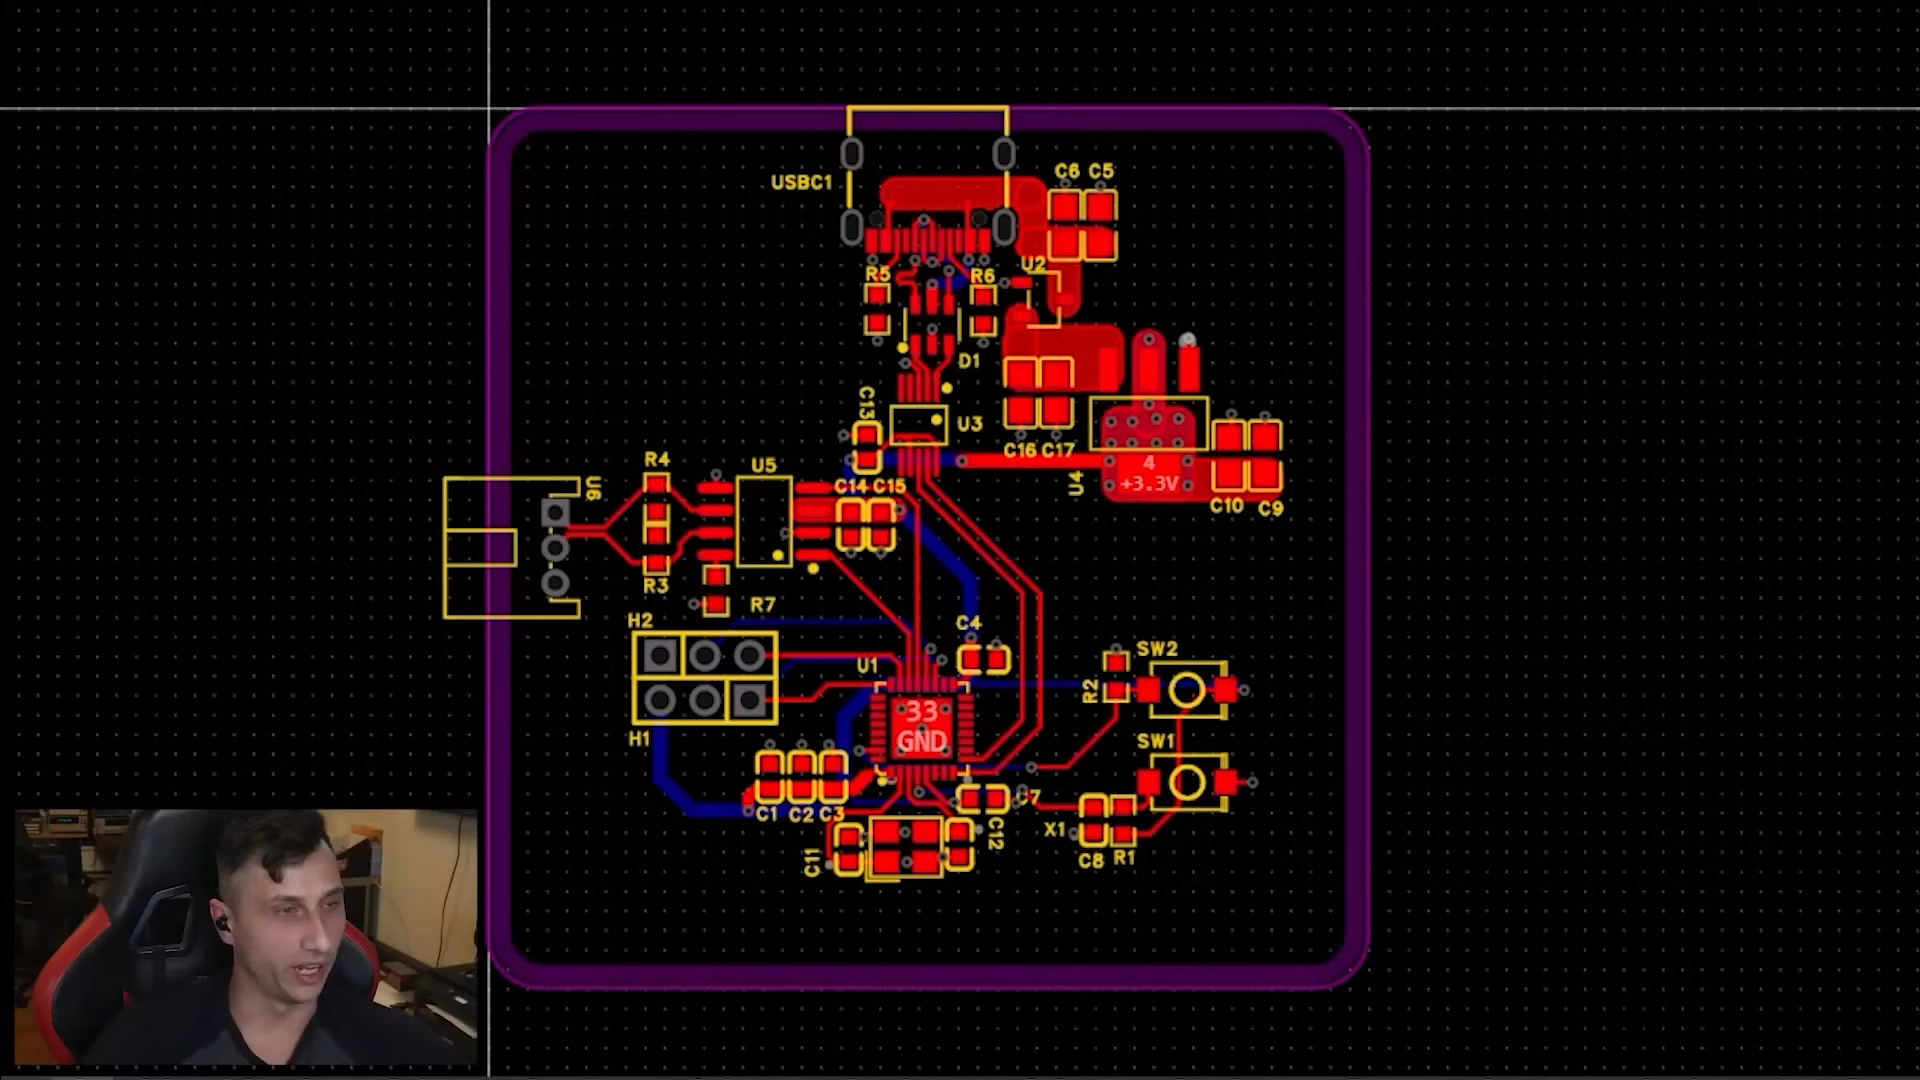 C6 C5
USBC1
U2
R5 R6
D1
C13
U3
C16 C17
R4
U5
4
+3.3V
U4
U6
C14 C15
C10 C9
R3
R7
H2
C4
U1
SW2
R2
33
GND
H1
SW1
C1 C2 C3
C7
X1
C12
C11
C8 R1